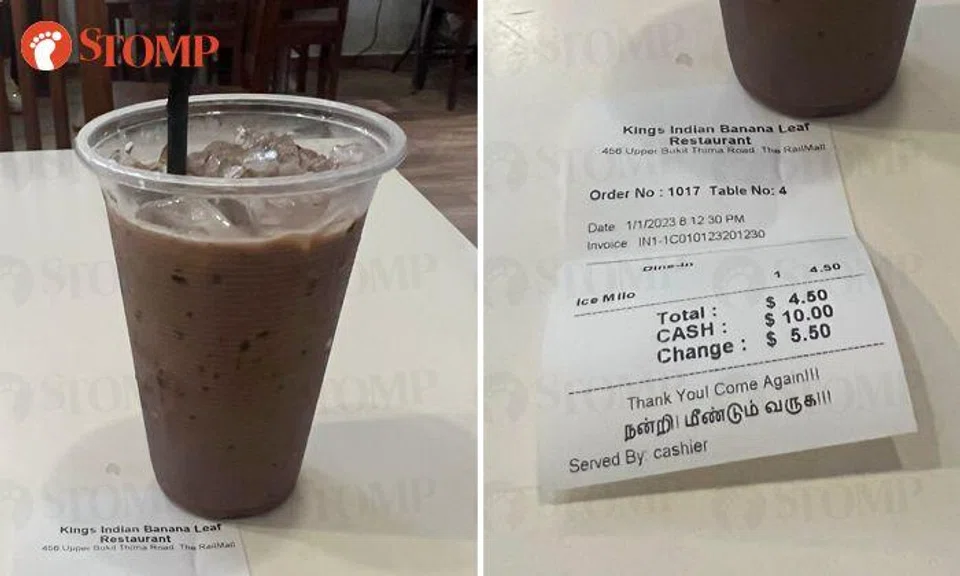 STOMP
Kings Indian Banana Leaf
Restaurant
456 Upper Bukit Thima Road. The RailMall
Kings Indian Banana Leaf
Restaurant
456 Upper Bukit Thima Road. The RailMall
Order No : 1017 Table No: 4
Date 1/1/2023 8:12:30 PM
Invoice IN1-1C010123201230
Dine-in
Ice Milo 1 4.50
Total : $ 4.50
CASH : $ 10.00
Change : $ 5.50
Thank You! Come Again!!!
நன்றி! மீண்டும் வருக!!!
Served By: cashier